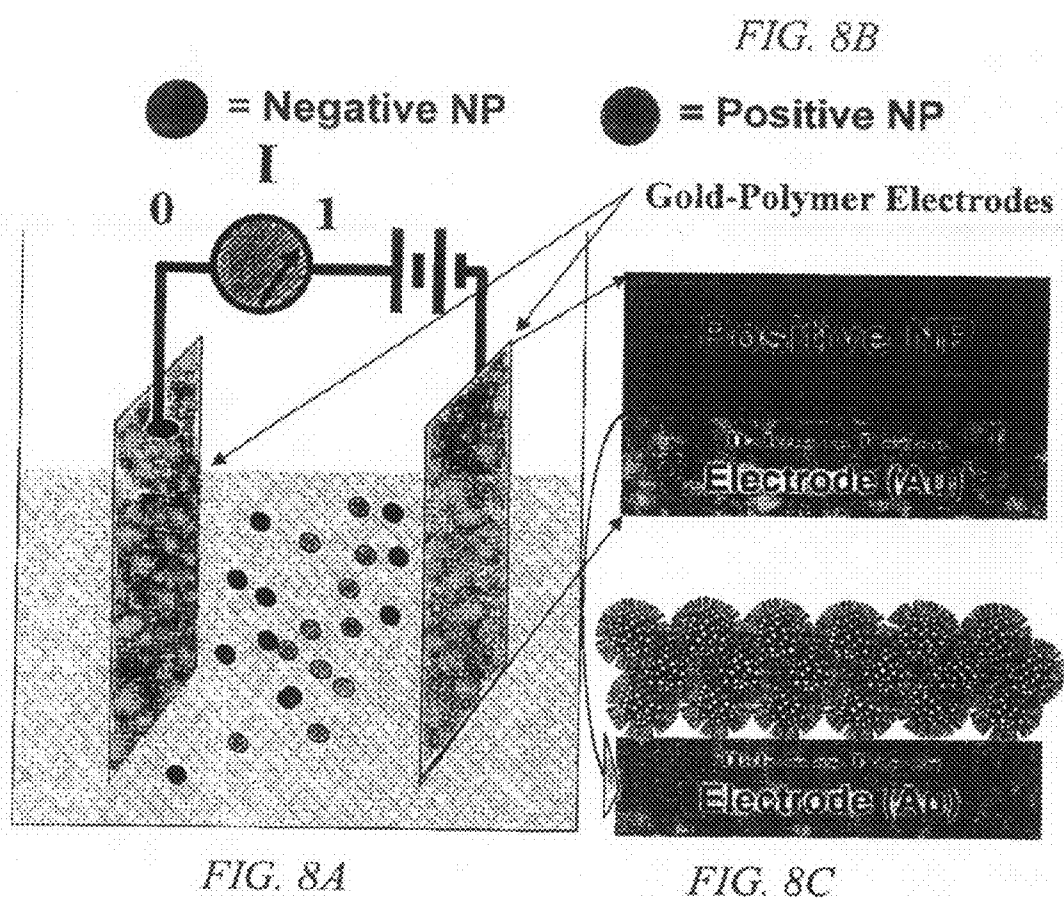 FIG. 8B
= Negative NP
= Positive NP
I
0
1
Gold-Polymer Electrodes
Electrode (Au)
Electrode (Au)
FIG. 8A
FIG. 8C